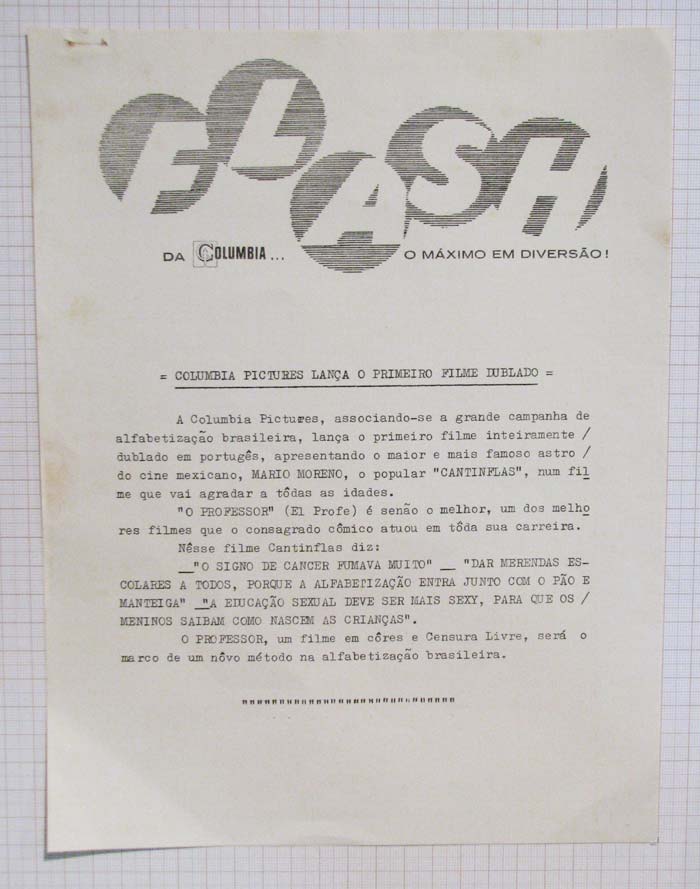 FLASH
DA COLUMBIA... O MÁXIMO EM DIVERSÃO!
= COLUMBIA PICTURES LANÇA O PRIMEIRO FILME DUBLADO =
A Columbia Pictures, associando-se a grande campanha de
alfabetização brasileira, lança o primeiro filme inteiramente /
dublado em portugês, apresentando o maior e mais famoso astro /
do cine mexicano, MARIO MORENO, o popular "CANTINFLAS", num fil
me que vai agradar a tôdas as idades.
"O PROFESSOR" (El Profe) é senão o melhor, um dos melho
res filmes que o consagrado cômico atuou em tôda sua carreira.
Nêsse filme Cantinflas diz:
__"O SIGNO DE CANCER FUMAVA MUITO" __ "DAR MERENDAS ES-
COLARES A TODOS, PORQUE A ALFABETIZAÇÃO ENTRA JUNTO COM O PÃO E
MANTEIGA" __"A EDUCAÇÃO SEXUAL DEVE SER MAIS SEXY, PARA QUE OS /
MENINOS SAIBAM COMO NASCEM AS CRIANÇAS".
O PROFESSOR, um filme em côres e Censura Livre, será o
marco de um nôvo método na alfabetização brasileira.
"""""""""""""""""""""""""""""